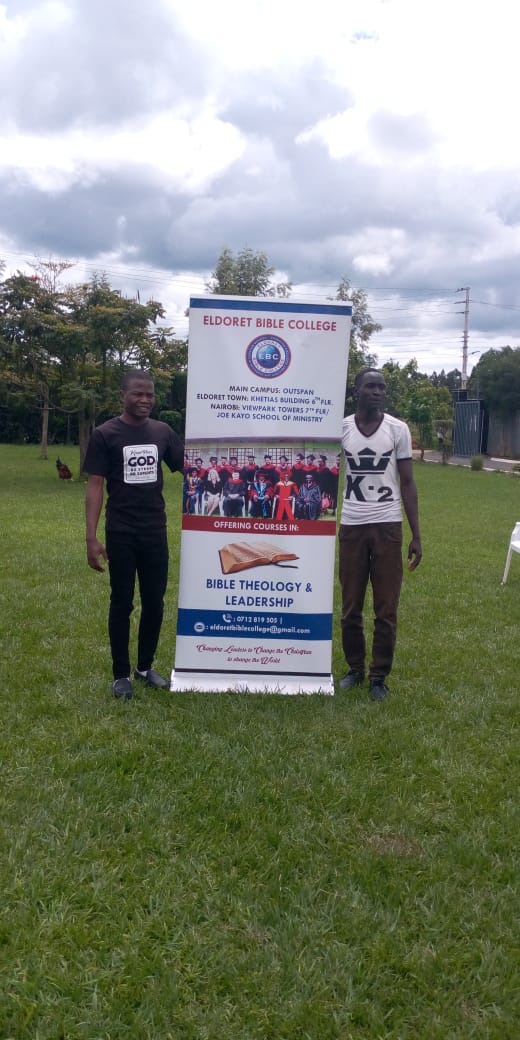 ELDORET BIBLE COLLEGE
EBC
MAIN CAMPUS: OUTSPAN
ELDORET TOWN: KHETIAS BUILDING 6TH FLR.
NAIROBI: VIEWPARK TOWERS 7TH FLR/
JOE KAYO SCHOOL OF MINISTRY
OFFERING COURSES IN:
BIBLE THEOLOGY &
LEADERSHIP
: 0712 819 505 |
: eldoretbiblecollege@gmail.com
Changing Leaders to Change the Christian
to change the World
GOD
K-2